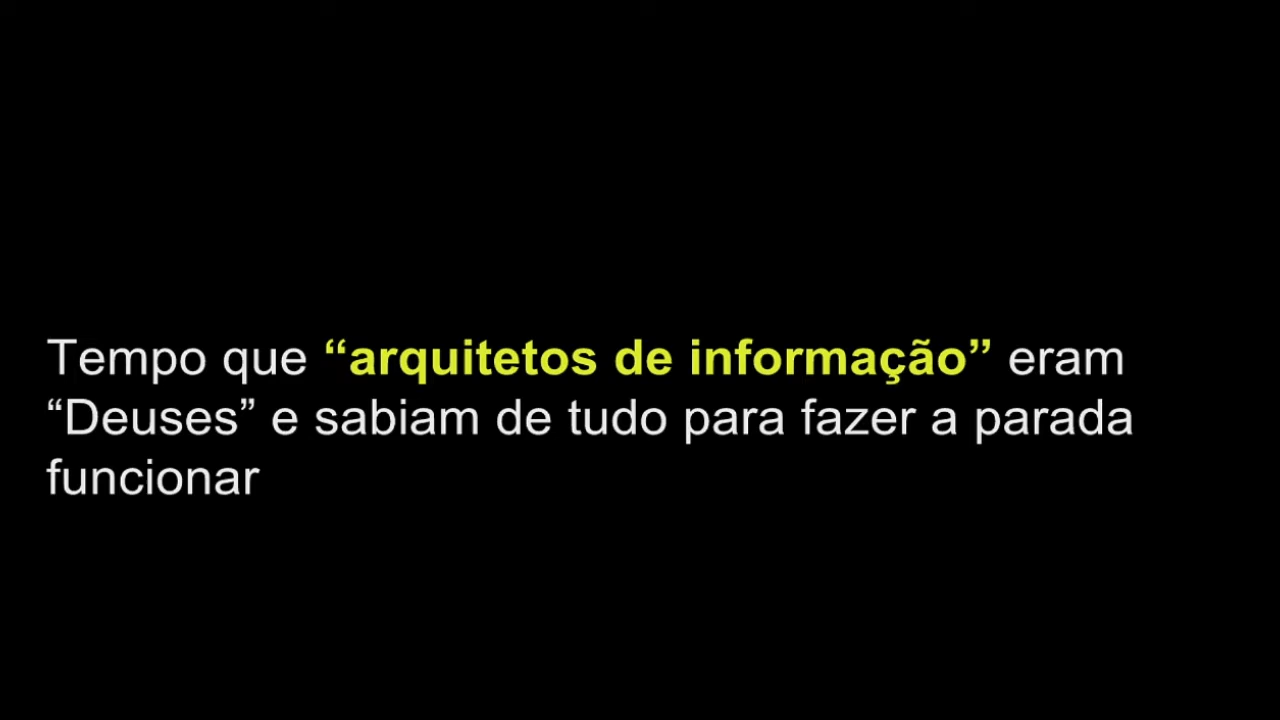 Tempo que “arquitetos de informação” eram
“Deuses” e sabiam de tudo para fazer a parada
funcionar